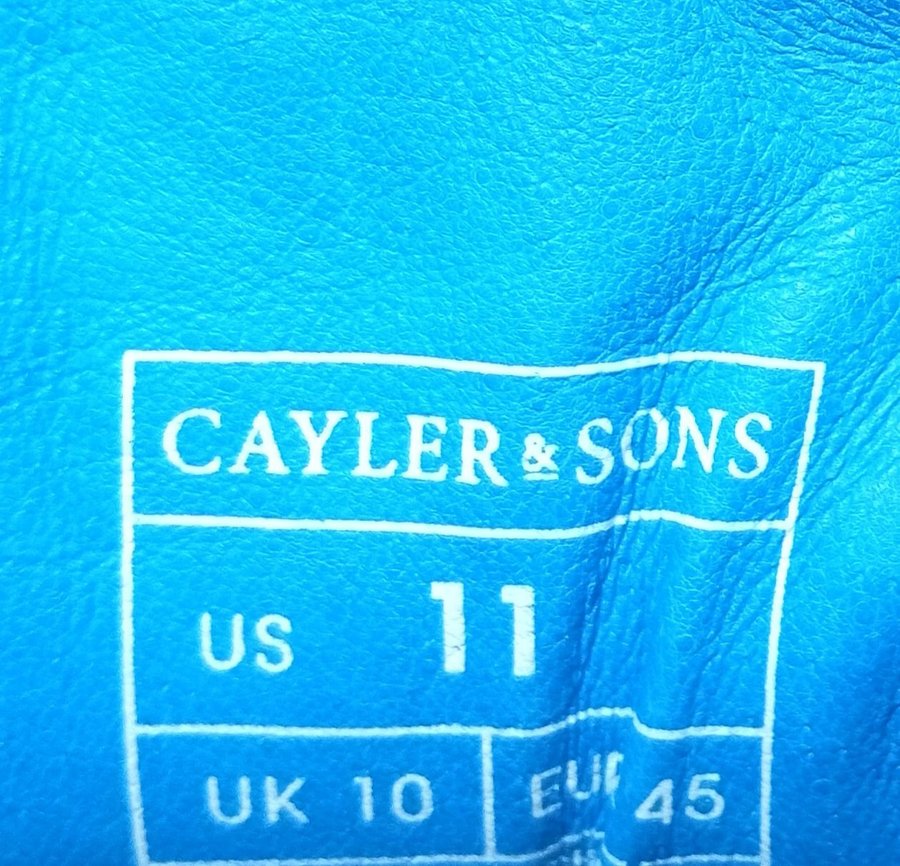 CAYLER & SONS
US 11
UK 10 EUR 45